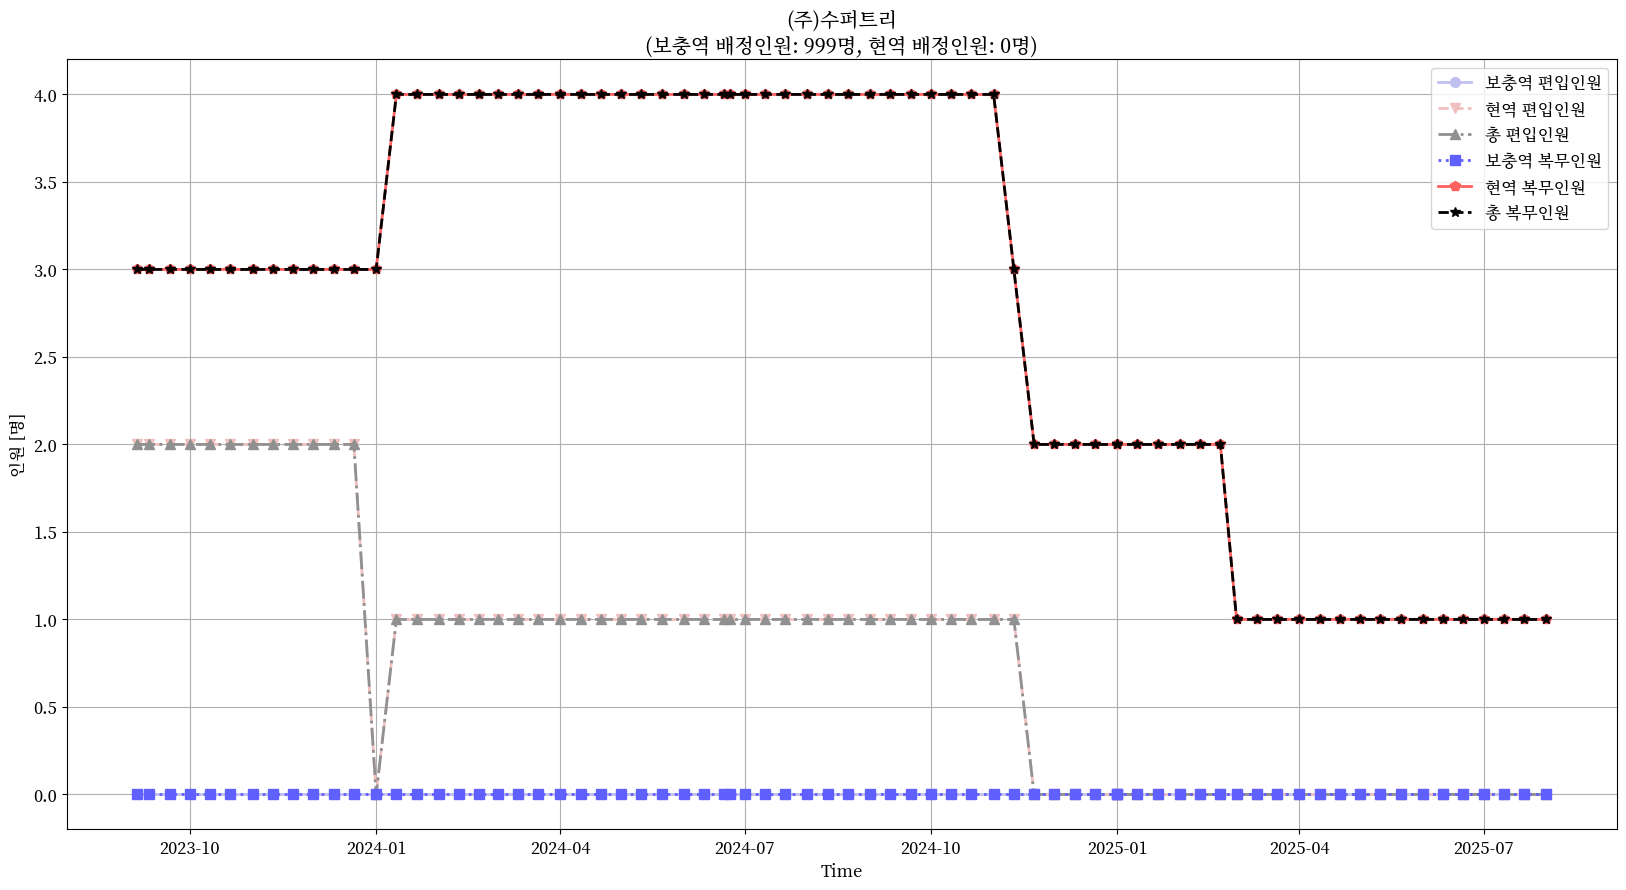 (주)수퍼트리
(보충역 배정인원: 999명, 현역 배정인원: 0명)
보충역 편입인원
현역 편입인원
총 편입인원
보충역 복무인원
현역 복무인원
총 복무인원
인원 [명]
4.0
3.5
3.0
2.5
2.0
1.5
1.0
0.5
0.0
2023-10
2024-01
2024-04
2024-07
2024-10
2025-01
2025-04
2025-07
Time